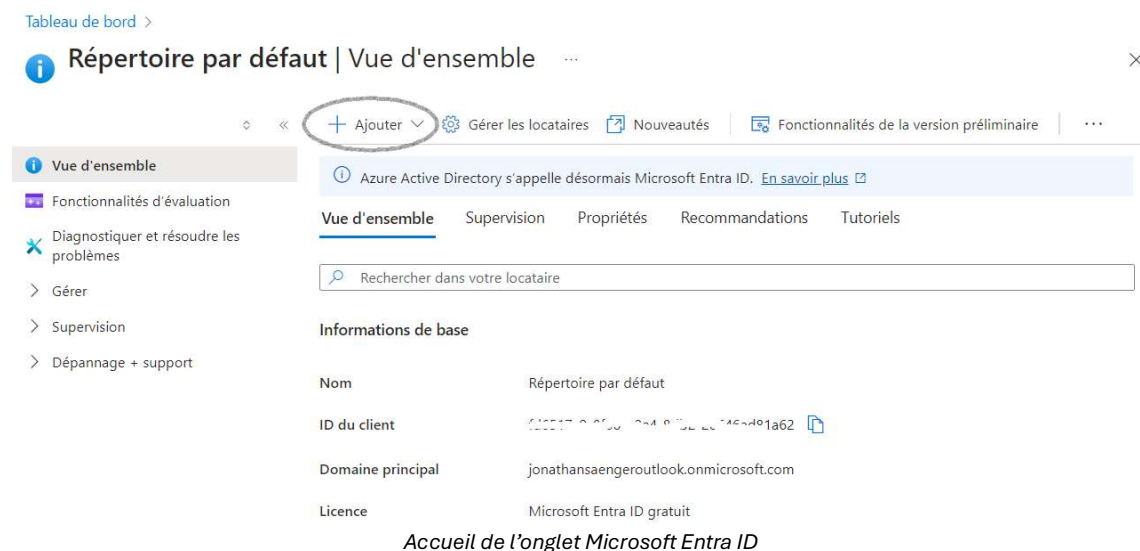 Tableau de bord >
Répertoire par défaut | Vue d'ensemble ...
+ Ajouter Gérer les locataires Nouveautés Fonctionnalités de la version préliminaire ...
Vue d'ensemble
Fonctionnalités d'évaluation
Diagnostiquer et résoudre les
problèmes
Gérer
Supervision
Dépannage + support
Azure Active Directory s'appelle désormais Microsoft Entra ID. En savoir plus
Vue d'ensemble Supervision Propriétés Recommandations Tutoriels
Rechercher dans votre locataire
Informations de base
Nom Répertoire par défaut
ID du client
Domaine principal jonathansaengeroutlook.onmicrosoft.com
Licence Microsoft Entra ID gratuit
Accueil de l'onglet Microsoft Entra ID